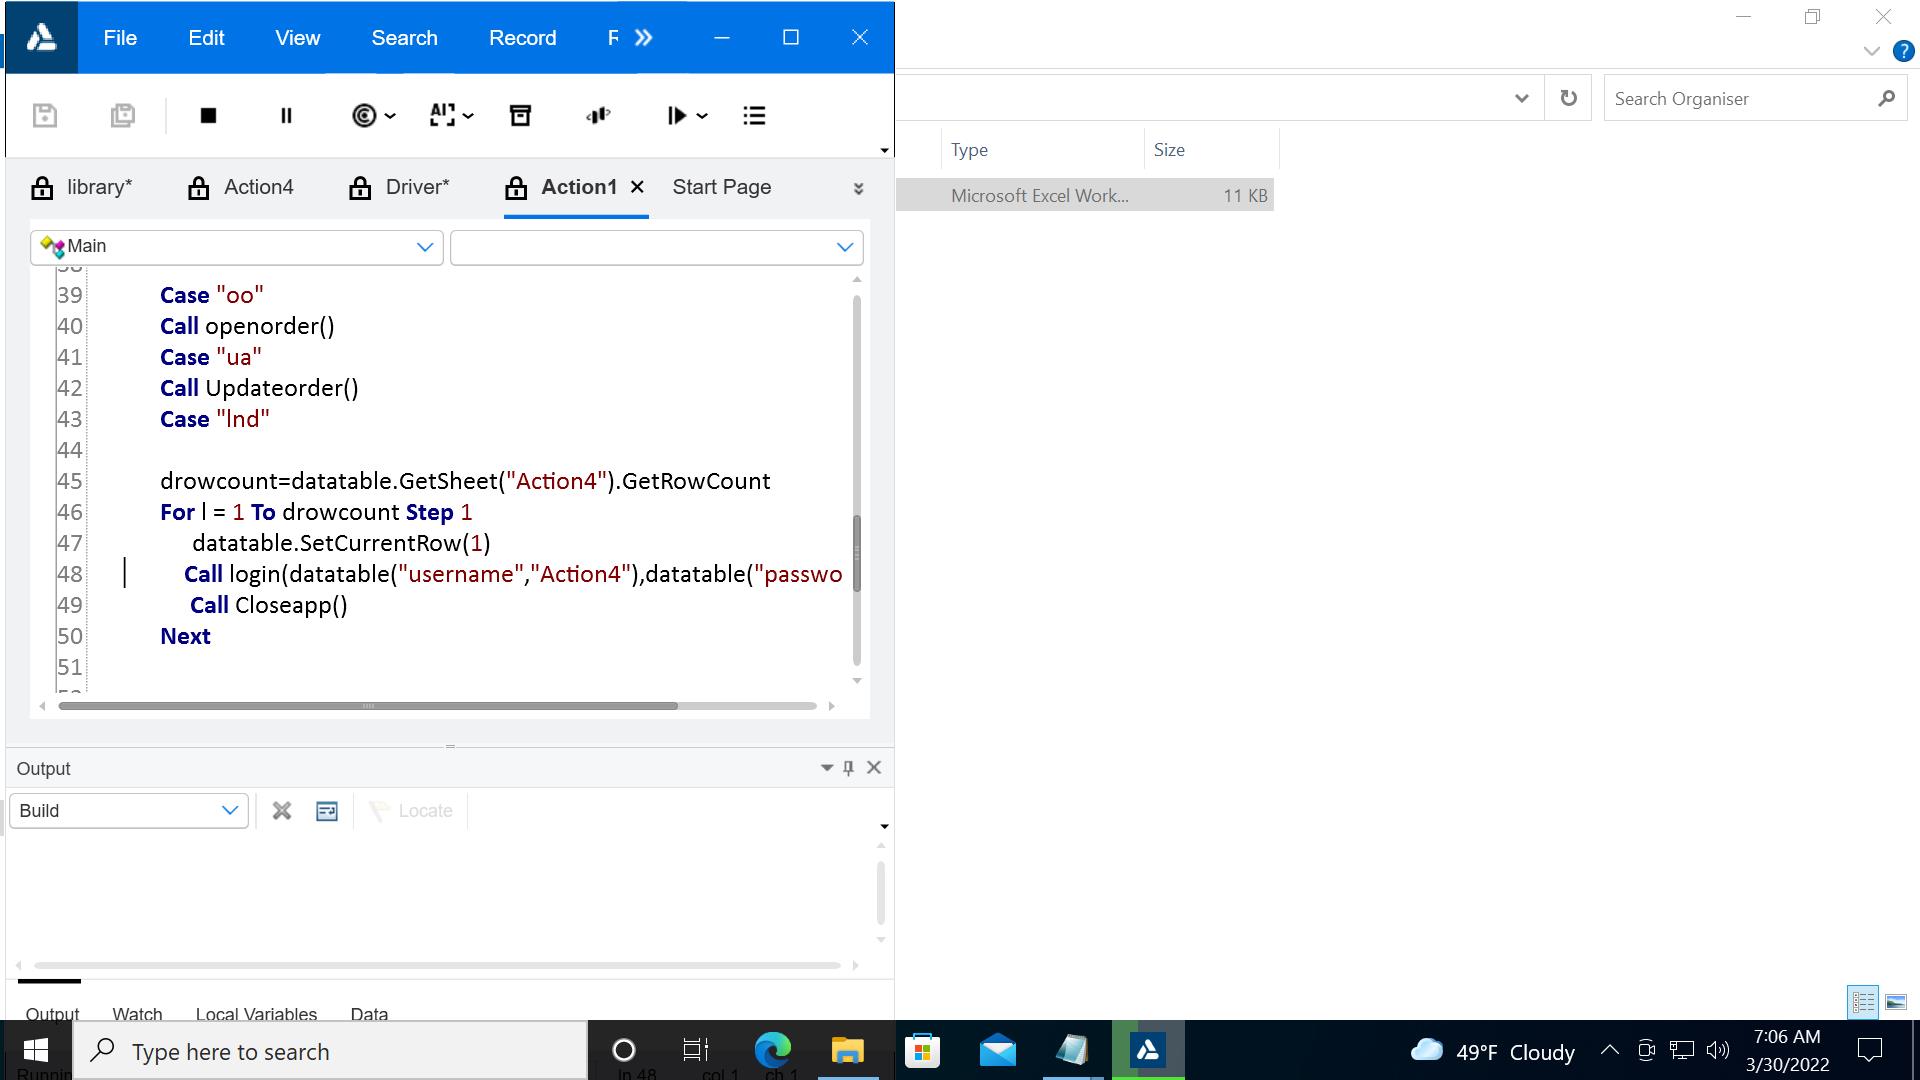 File Edit View Search Record
library* Action4 Driver* Action1 Start Page
Main
39 Case "oo"
40 Call openorder()
41 Case "ua"
42 Call Updateorder()
43 Case "lnd"
44
45 drowcount=datatable.GetSheet("Action4").GetRowCount
46 For l = 1 To drowcount Step 1
47 datatable.SetCurrentRow(1)
48 Call login(datatable("username","Action4"),datatable("passwo
49 Call Closeapp()
50 Next
51
Output
Build Locate
Output Watch Local Variables Data
Search Organiser
Type Size
Microsoft Excel Work... 11 KB
Type here to search
49°F Cloudy
7:06 AM
3/30/2022